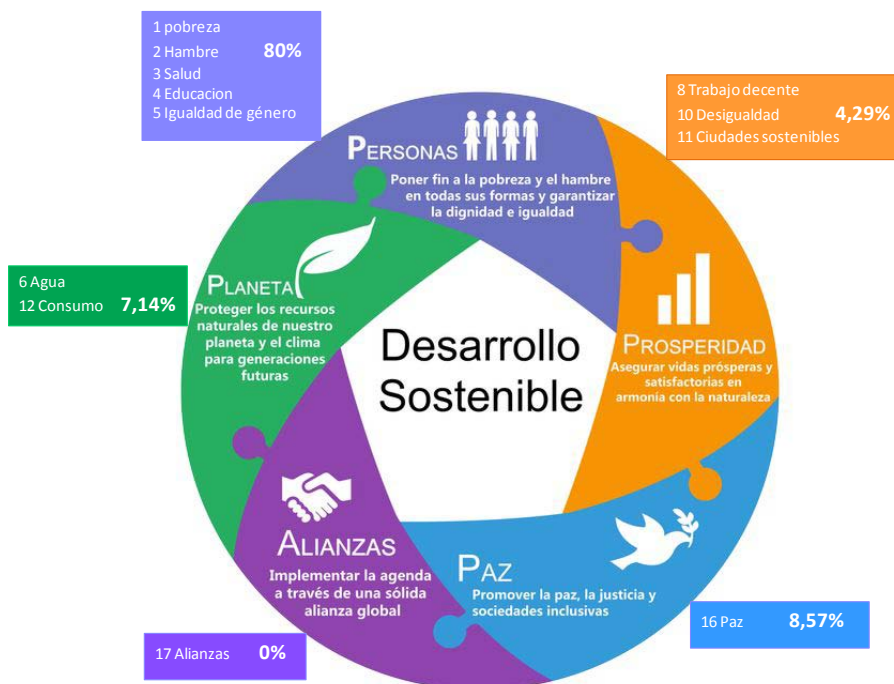 1 pobreza
2 Hambre 80%
3 Salud
4 Educacion
5 Igualdad de género
8 Trabajo decente
10 Desigualdad 4,29%
11 Ciudades sostenibles
PERSONAS
Poner fin a la pobreza y el hambre
en todas sus formas y garantizar
la dignidad e igualdad
6 Agua
12 Consumo 7,14%
PLANETA
Proteger los recursos
naturales de nuestro
planeta y el clima
para generaciones
futuras
Desarrollo
Sostenible
PROSPERIDAD
Asegurar vidas prósperas y
satisfactorias en
armonía con la naturaleza
ALIANZAS
Implementar la agenda
a través de una sólida
alianza global
PAZ
Promover la paz, la justicia y
sociedades inclusivas
16 Paz 8,57%
17 Alianzas 0%